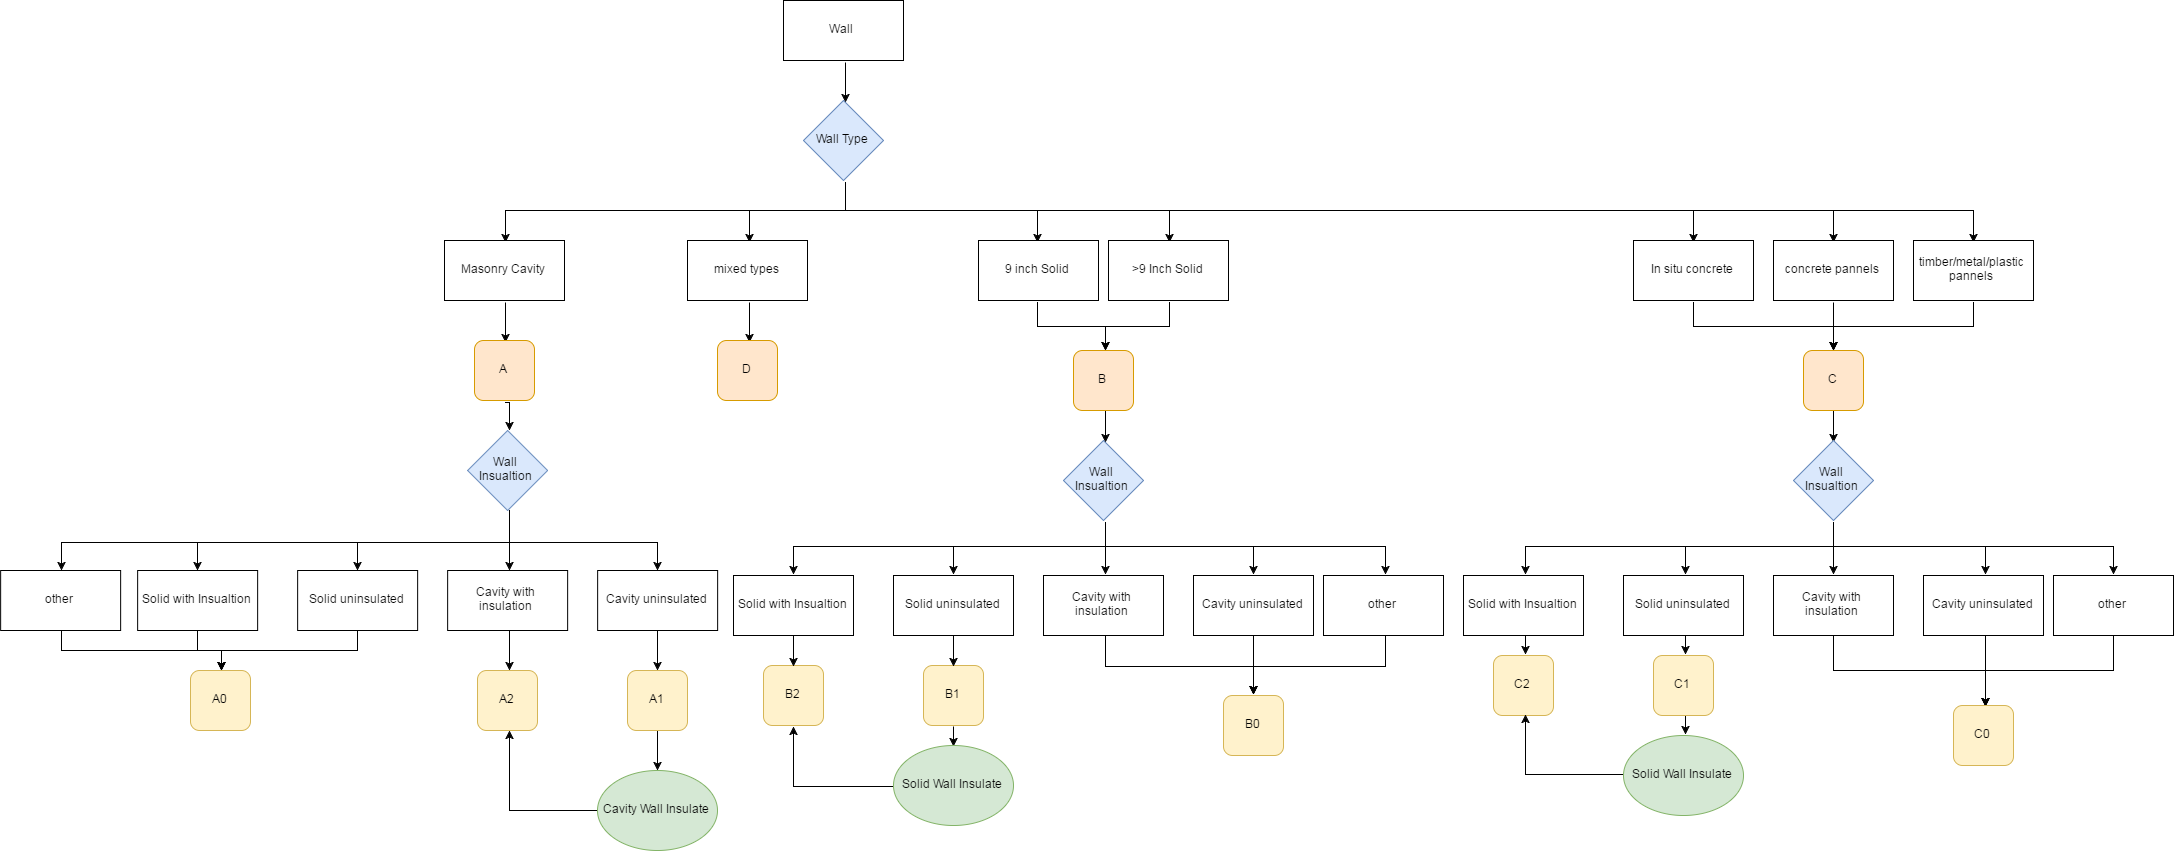 Wall
Wall Type
Masonry Cavity
mixed types
9 inch Solid
>9 Inch Solid
In situ concrete
concrete pannels
timber/metal/plastic
pannels
A
D
B
C
Wall
Insualtion
Wall
Insualtion
Wall
Insualtion
other
Solid with Insualtion
Solid uninsulated
Cavity with
insulation
Cavity uninsulated
Solid with Insualtion
Solid uninsulated
Cavity with
insulation
Cavity uninsulated
other
Solid with Insualtion
Solid uninsulated
Cavity with
insulation
Cavity uninsulated
other
A0
A2
A1
B2
B1
B0
C2
C1
C0
Cavity Wall Insulate
Solid Wall Insulate
Solid Wall Insulate